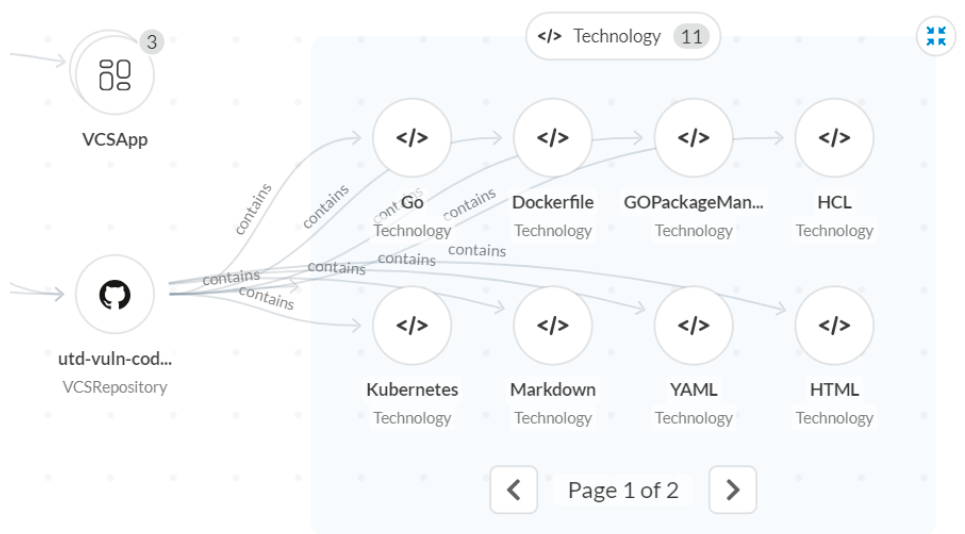 </> Technology 11
3
VCSApp
contains
contains
contains
contains
</>
Go
Technology
</>
Dockerfile
Technology
</>
GOPackageMan...
Technology
</>
HCL
Technology
contains
contains
contains
contains
contains
utd-vuln-cod...
VCSRepository
</>
Kubernetes
Technology
</>
Markdown
Technology
</>
YAML
Technology
</>
HTML
Technology
Page 1 of 2